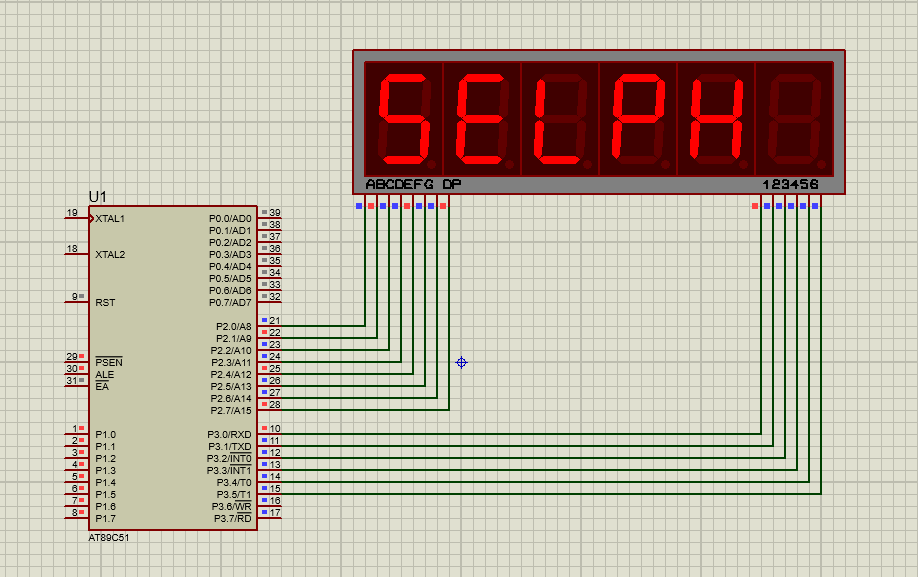 SELPH
ABCDEFG DP
123456
U1
19 XTAL1 P0.0/AD0 39
P0.1/AD1 38
P0.2/AD2 37
18 XTAL2 P0.3/AD3 36
P0.4/AD4 35
P0.5/AD5 34
P0.6/AD6 33
9 RST P0.7/AD7 32
P2.0/A8 21
P2.1/A9 22
P2.2/A10 23
29 PSEN P2.3/A11 24
30 ALE P2.4/A12 25
31 EA P2.5/A13 26
P2.6/A14 27
P2.7/A15 28
1 P1.0 P3.0/RXD 10
2 P1.1 P3.1/TXD 11
3 P1.2 P3.2/INT0 12
4 P1.3 P3.3/INT1 13
5 P1.4 P3.4/T0 14
6 P1.5 P3.5/T1 15
7 P1.6 P3.6/WR 16
8 P1.7 P3.7/RD 17
AT89C51